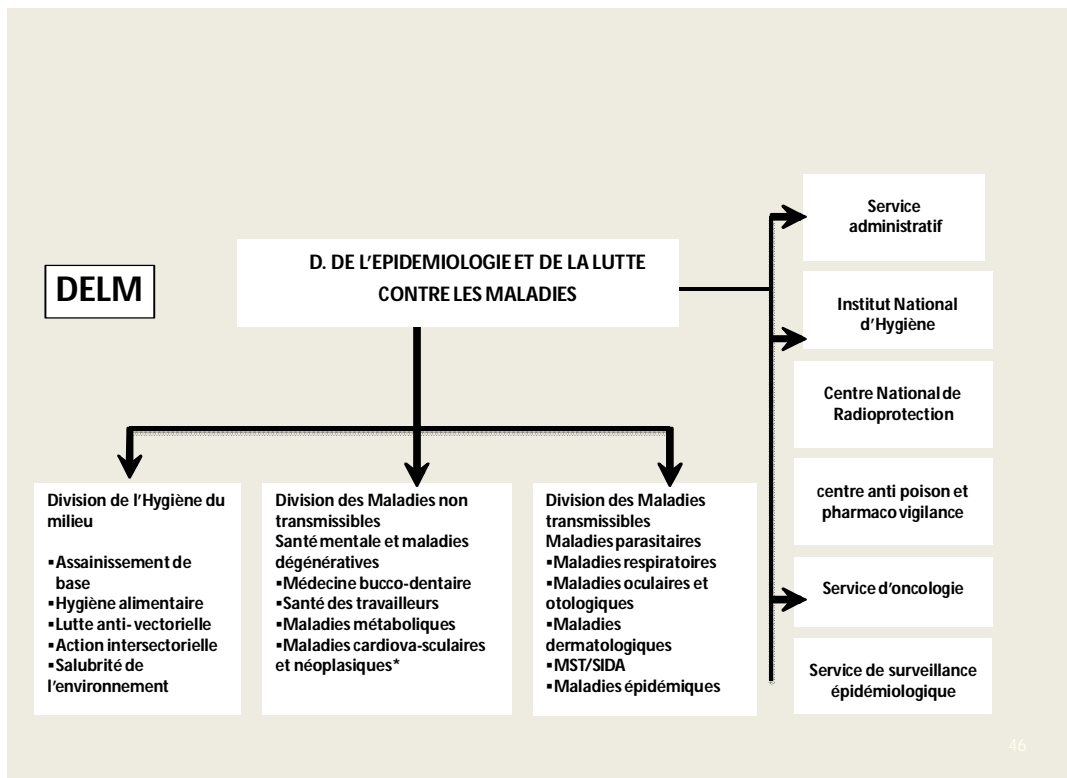 DELM
D. DE L'EPIDEMIOLOGIE ET DE LA LUTTE
CONTRE LES MALADIES
Service
administratif
Institut National
d'Hygiène
Centre National de
Radioprotection
centre anti poison et
pharmaco vigilance
Service d'oncologie
Service de surveillance
épidémiologique
Division de l'Hygiène du
milieu
▪Assainissement de
base
▪Hygiène alimentaire
▪Lutte anti- vectorielle
▪Action intersectorielle
▪Salubrité de
l'environnement
Division des Maladies non
transmissibles
Santé mentale et maladies
dégénératives
▪Médecine bucco-dentaire
▪Santé des travailleurs
▪Maladies métaboliques
▪Maladies cardiova-sculaires
et néoplasiques*
Division des Maladies
transmissibles
Maladies parasitaires
▪Maladies respiratoires
▪Maladies oculaires et
otologiques
▪Maladies
dermatologiques
▪MST/SIDA
▪Maladies épidémiques
46